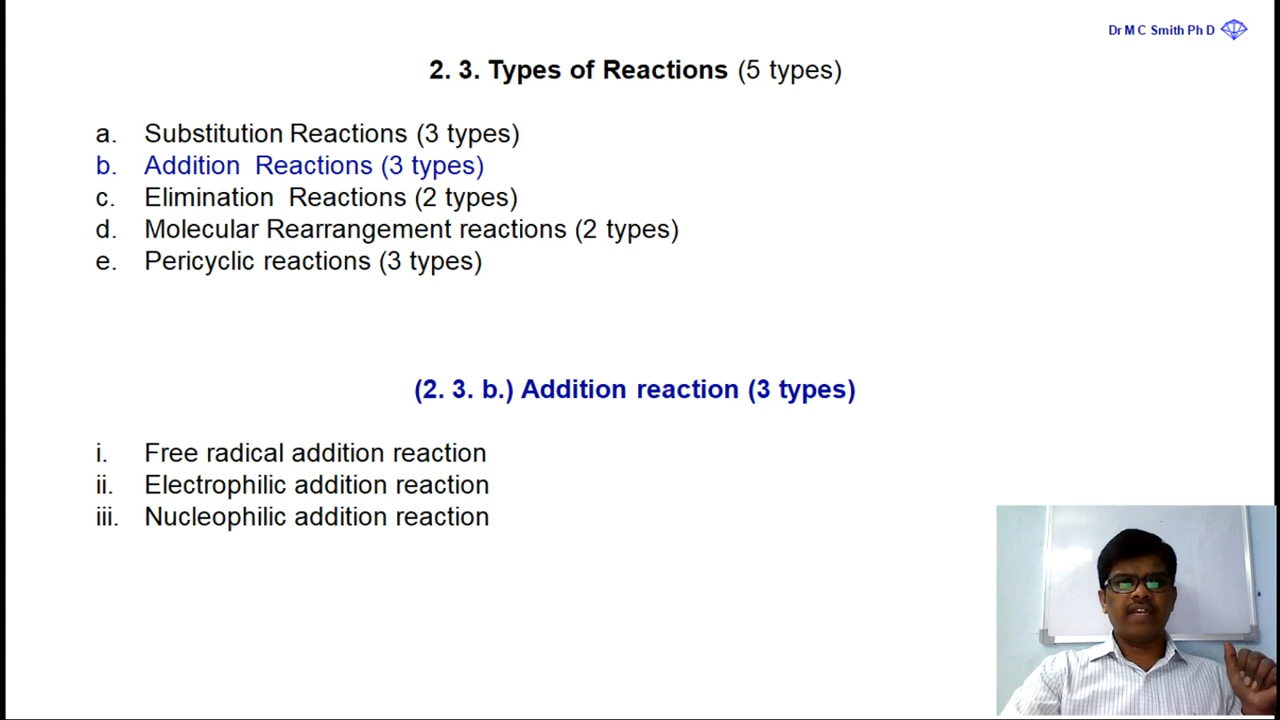 Dr M C Smith Ph D
2. 3. Types of Reactions (5 types)
a. Substitution Reactions (3 types)
b. Addition Reactions (3 types)
c. Elimination Reactions (2 types)
d. Molecular Rearrangement reactions (2 types)
e. Pericyclic reactions (3 types)
(2. 3. b.) Addition reaction (3 types)
i. Free radical addition reaction
ii. Electrophilic addition reaction
iii. Nucleophilic addition reaction